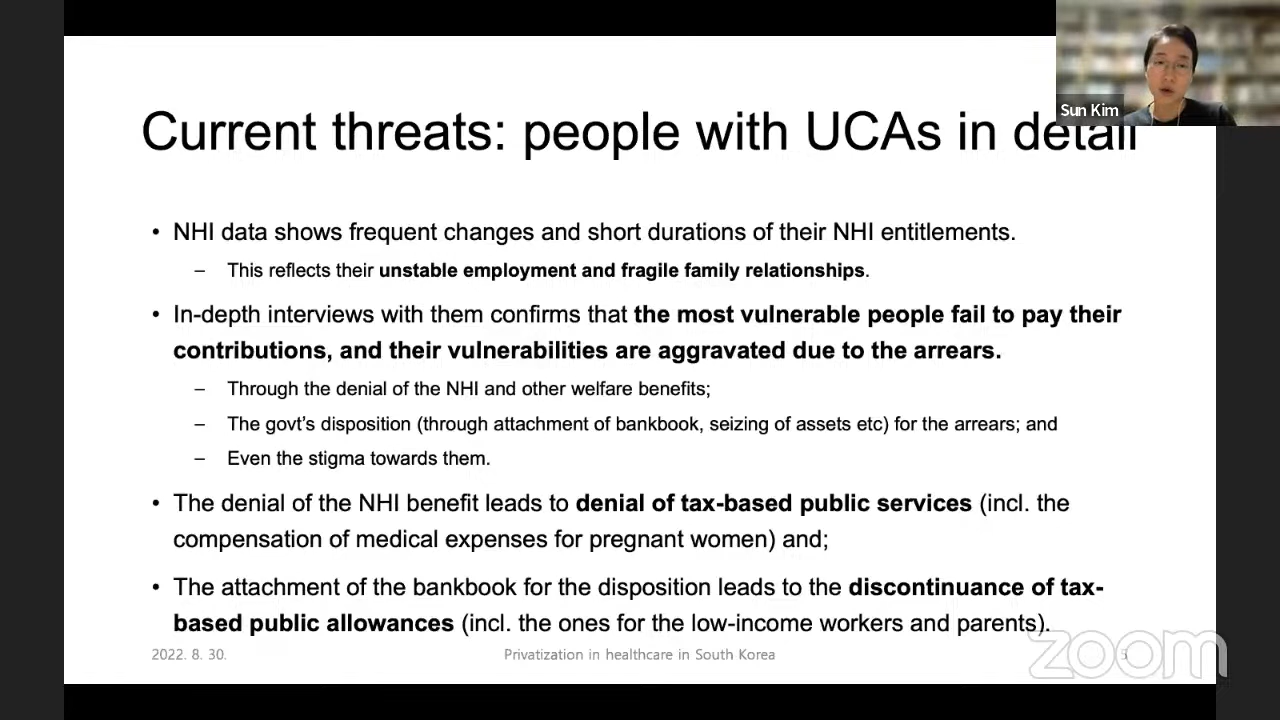 Sun Kim
Current threats: people with UCAs in detail
• NHI data shows frequent changes and short durations of their NHI entitlements.
– This reflects their unstable employment and fragile family relationships.
• In-depth interviews with them confirms that the most vulnerable people fail to pay their
contributions, and their vulnerabilities are aggravated due to the arrears.
– Through the denial of the NHI and other welfare benefits;
– The govt's disposition (through attachment of bankbook, seizing of assets etc) for the arrears; and
– Even the stigma towards them.
• The denial of the NHI benefit leads to denial of tax-based public services (incl. the
compensation of medical expenses for pregnant women) and;
• The attachment of the bankbook for the disposition leads to the discontinuance of tax-
based public allowances (incl. the ones for the low-income workers and parents).
2022. 8. 30.
Privatization in healthcare in South Korea
5
zoom